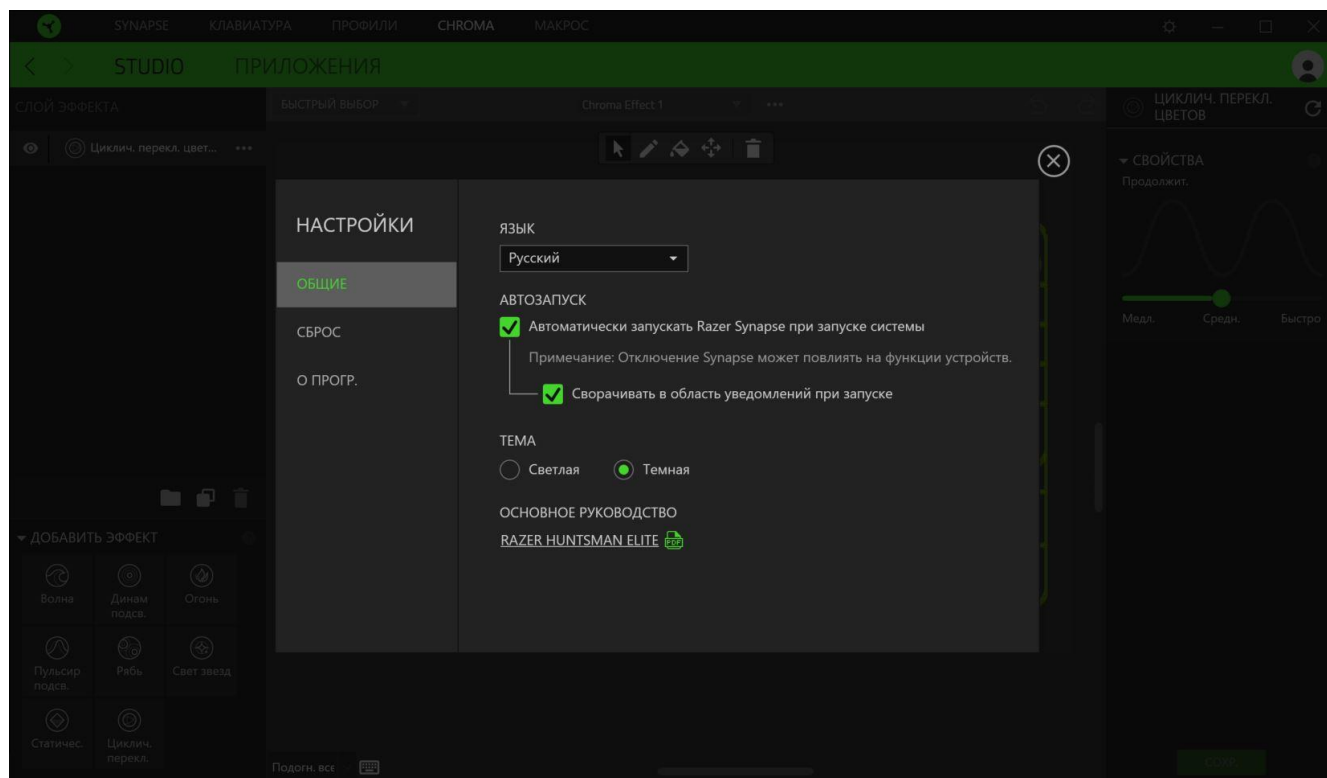 SYNAPSE КЛАВИАТУРА ПРОФИЛИ CHROMA МАКРОС
STUDIO ПРИЛОЖЕНИЯ
СЛОЙ ЭФФЕКТА
БЫСТРЫЙ ВЫБОР
Chroma Effect 1
ЦИКЛИЧ. ПЕРЕКЛ.
ЦВЕТОВ
Циклич. перекл. цвет...
СВОЙСТВА
Продолжит.
Медл. Средн. Быстро
НАСТРОЙКИ
ОБЩИЕ
СБРОС
О ПРОГР.
ЯЗЫК
Русский
АВТОЗАПУСК
Автоматически запускать Razer Synapse при запуске системы
Примечание: Отключение Synapse может повлиять на функции устройств.
Сворачивать в область уведомлений при запуске
ТЕМА
Светлая Темная
ОСНОВНОЕ РУКОВОДСТВО
RAZER HUNTSMAN ELITE
PDF
ДОБАВИТЬ ЭФФЕКТ
Волна
Динам
подсв.
Огонь
Пульсир
подсв.
Рябь
Свет звезд
Статичес.
Циклич.
перекл.
Подогн. все
СОХР.